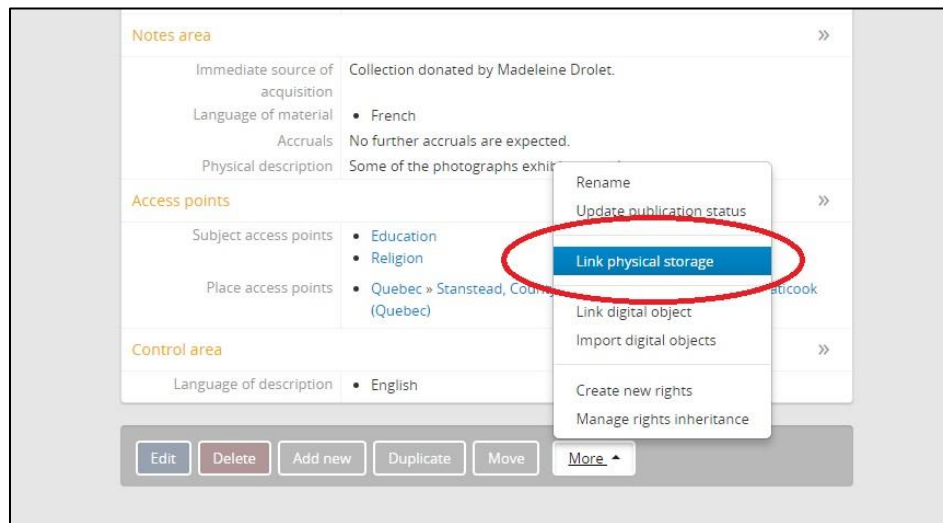 Notes area
Immediate source of acquisition
Collection donated by Madeleine Drolet.
Language of material
• French
Accruals
No further accruals are expected.
Physical description
Some of the photographs
Access points
Subject access points
• Education
• Religion
Place access points
• Quebec » Stanstead,
(Quebec)
Control area
Language of description
• English
Rename
Update publication status
Link physical storage
Link digital object
Import digital objects
Create new rights
Manage rights inheritance
Edit
Delete
Add new
Duplicate
Move
More